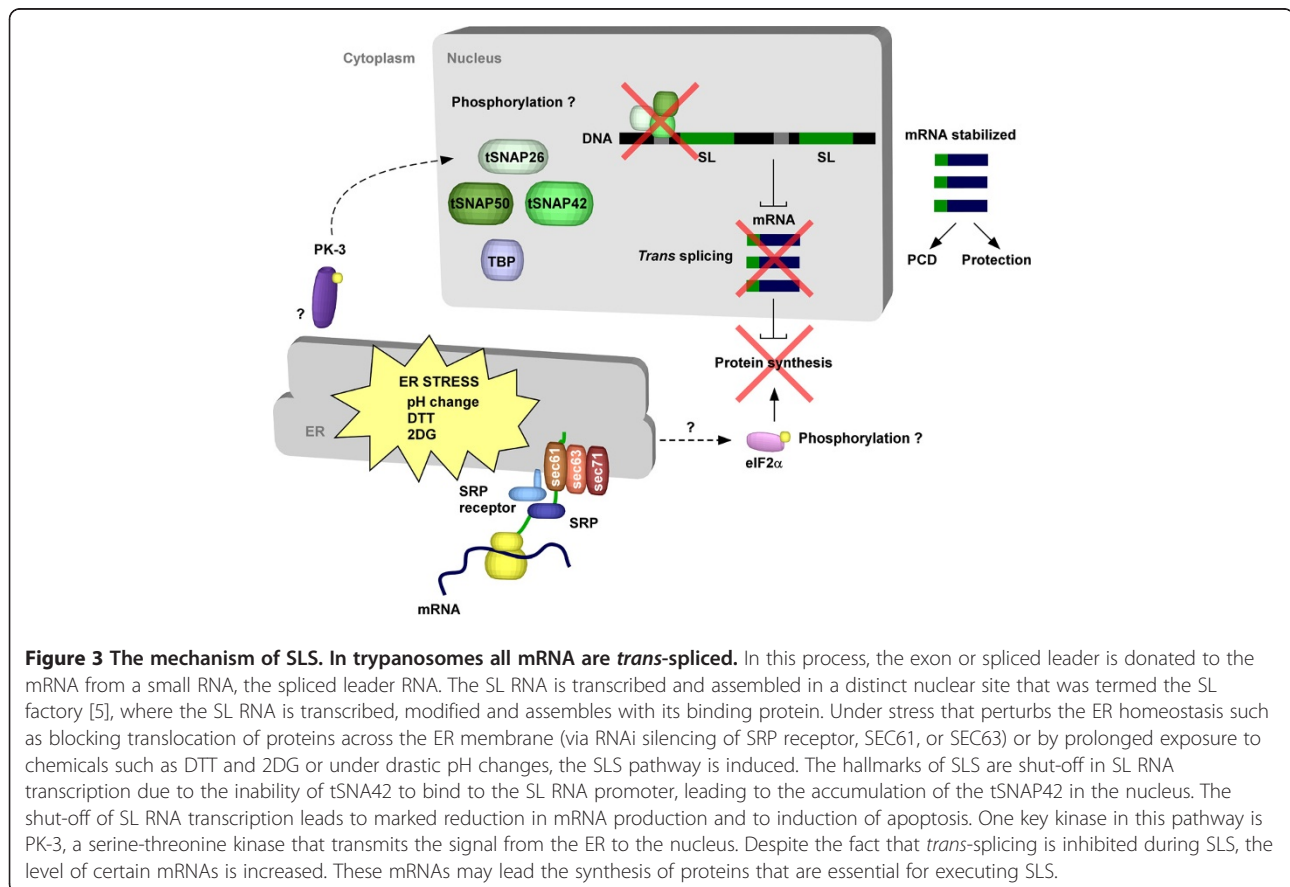 Cytoplasm
Nucleus
Phosphorylation ?
DNA
SL
SL
mRNA stabilized
tSNAP26
tSNAP50
tSNAP42
mRNA
PK-3
TBP
Trans splicing
PCD
Protection
?
Protein synthesis
ER STRESS
pH change
DTT
2DG
ER
?
Phosphorylation ?
eIF2α
sec61
sec63
sec71
SRP
receptor
SRP
mRNA
Figure 3 The mechanism of SLS. In trypanosomes all mRNA are trans-spliced. In this process, the exon or spliced leader is donated to the
mRNA from a small RNA, the spliced leader RNA. The SL RNA is transcribed and assembled in a distinct nuclear site that was termed the SL
factory [5], where the SL RNA is transcribed, modified and assembles with its binding protein. Under stress that perturbs the ER homeostasis such
as blocking translocation of proteins across the ER membrane (via RNAi silencing of SRP receptor, SEC61, or SEC63) or by prolonged exposure to
chemicals such as DTT and 2DG or under drastic pH changes, the SLS pathway is induced. The hallmarks of SLS are shut-off in SL RNA
transcription due to the inability of tSNA42 to bind to the SL RNA promoter, leading to the accumulation of the tSNAP42 in the nucleus. The
shut-off of SL RNA transcription leads to marked reduction in mRNA production and to induction of apoptosis. One key kinase in this pathway is
PK-3, a serine-threonine kinase that transmits the signal from the ER to the nucleus. Despite the fact that trans-splicing is inhibited during SLS, the
level of certain mRNAs is increased. These mRNAs may lead the synthesis of proteins that are essential for executing SLS.